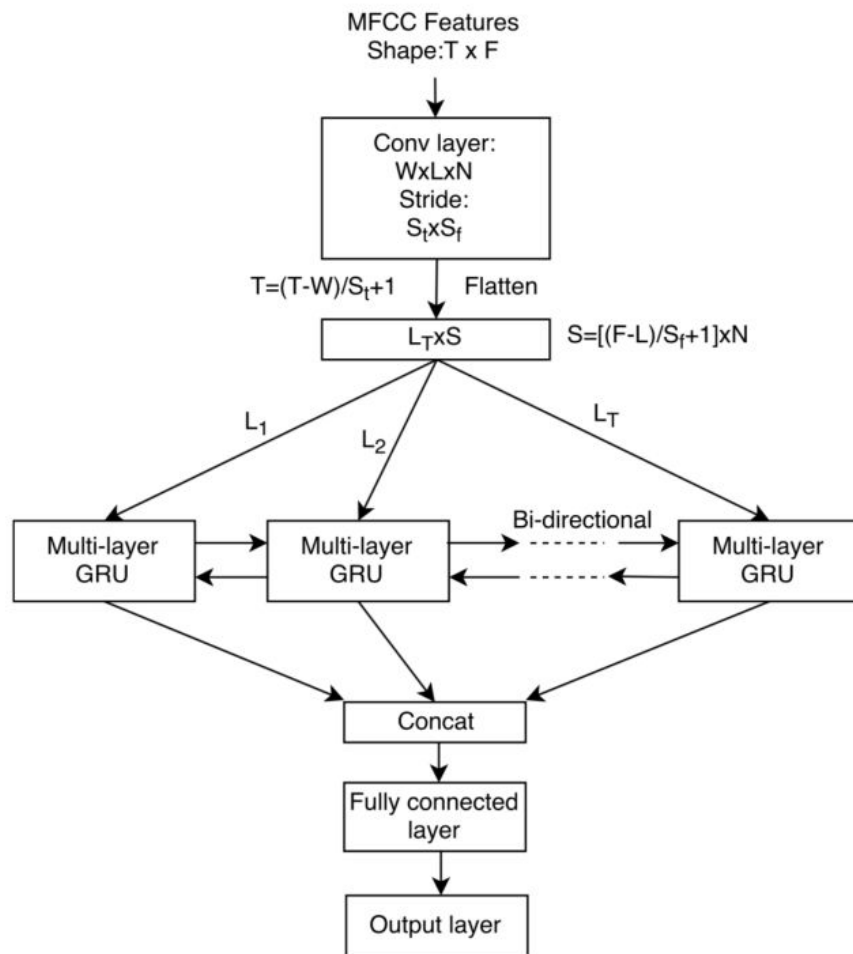 MFCC Features
Shape:T x F
Conv layer:
WxLxN
Stride:
StxSf
T=(T-W)/St+1
Flatten
LTxS
S=[(F-L)/Sf+1]xN
L1
L2
LT
Bi-directional
Multi-layer
GRU
Multi-layer
GRU
Multi-layer
GRU
Concat
Fully connected
layer
Output layer